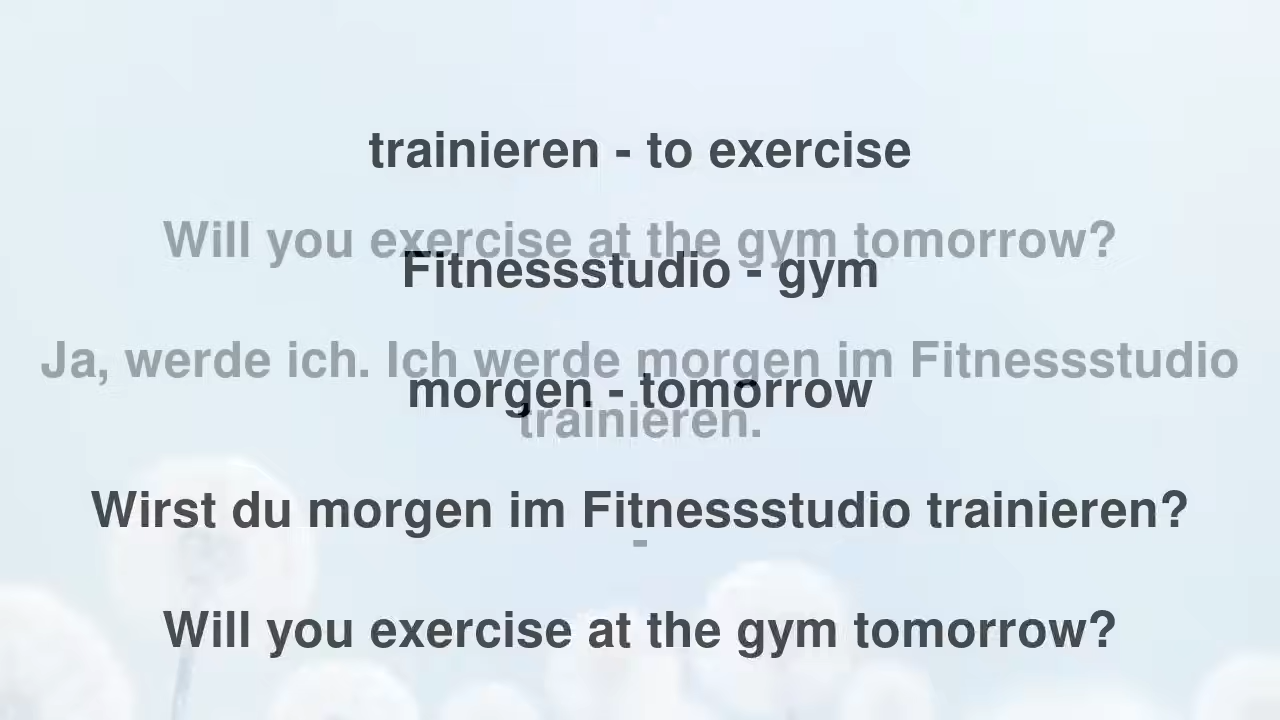 trainieren - to exercise
Will you exercise at the gym tomorrow?
Fitnessstudio - gym
Ja, werde ich. Ich werde morgen im Fitnessstudio
morgen - tomorrow
trainieren.
Wirst du morgen im Fitnessstudio trainieren?
-
Will you exercise at the gym tomorrow?